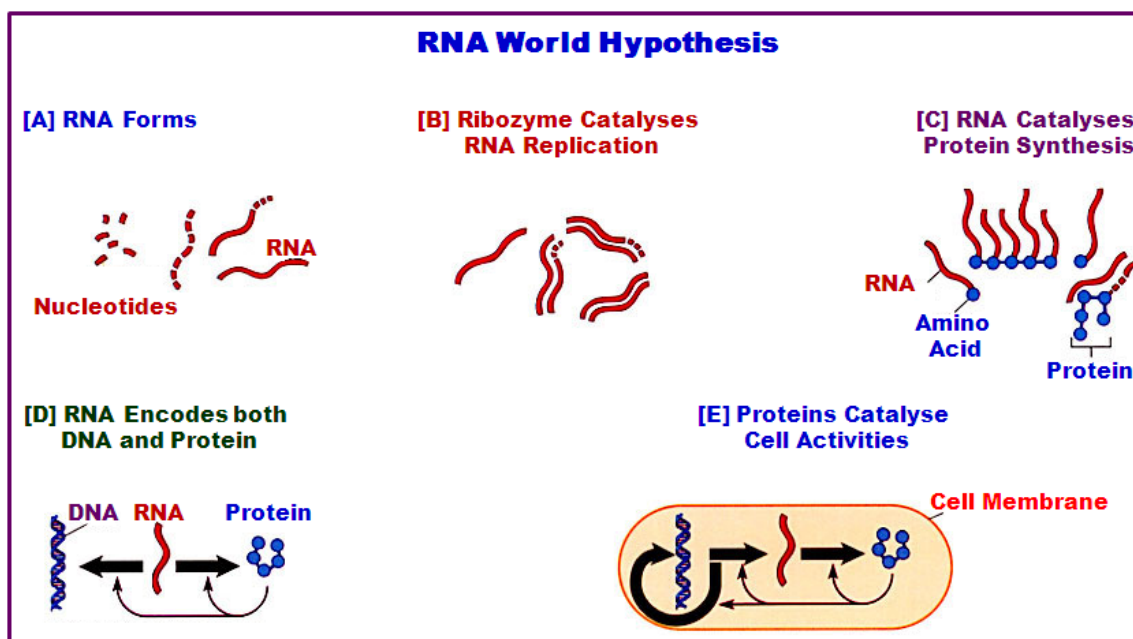 RNA World Hypothesis
[A] RNA Forms
[B] Ribozyme Catalyses
RNA Replication
[C] RNA Catalyses
Protein Synthesis
RNA
Nucleotides
RNA
Amino
Acid
Protein
[D] RNA Encodes both
DNA and Protein
[E] Proteins Catalyse
Cell Activities
DNA RNA Protein
Cell Membrane